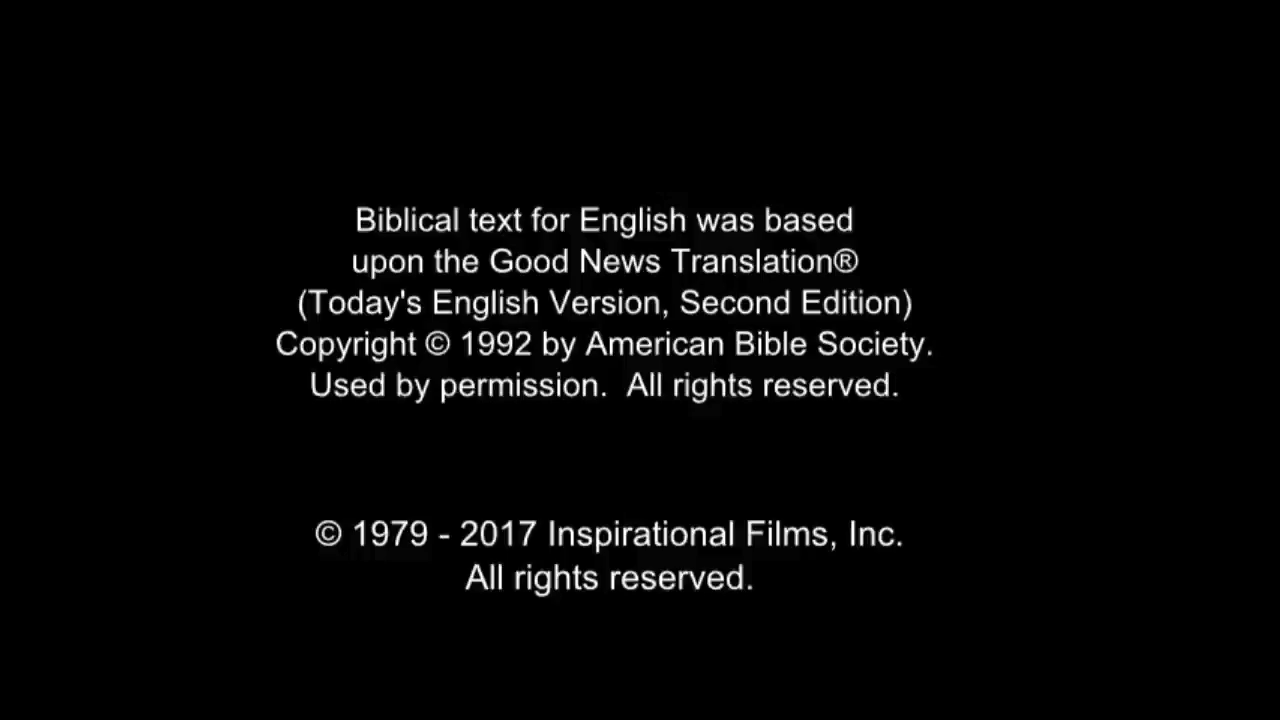 Biblical text for English was based
upon the Good News Translation®
(Today's English Version, Second Edition)
Copyright © 1992 by American Bible Society.
Used by permission.  All rights reserved.
© 1979 - 2017 Inspirational Films, Inc.
All rights reserved.